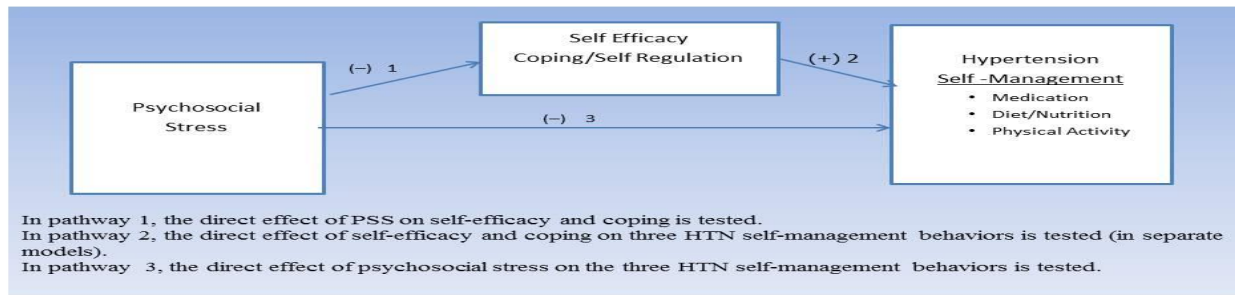 Self Efficacy
Coping/Self Regulation
(−) 1
(+) 2
Hypertension
Self -Management
• Medication
• Diet/Nutrition
• Physical Activity
Psychosocial
Stress
(−) 3
In pathway 1, the direct effect of PSS on self-efficacy and coping is tested.
In pathway 2, the direct effect of self-efficacy and coping on three HTN self-management behaviors is tested (in separate
models).
In pathway 3, the direct effect of psychosocial stress on the three HTN self-management behaviors is tested.